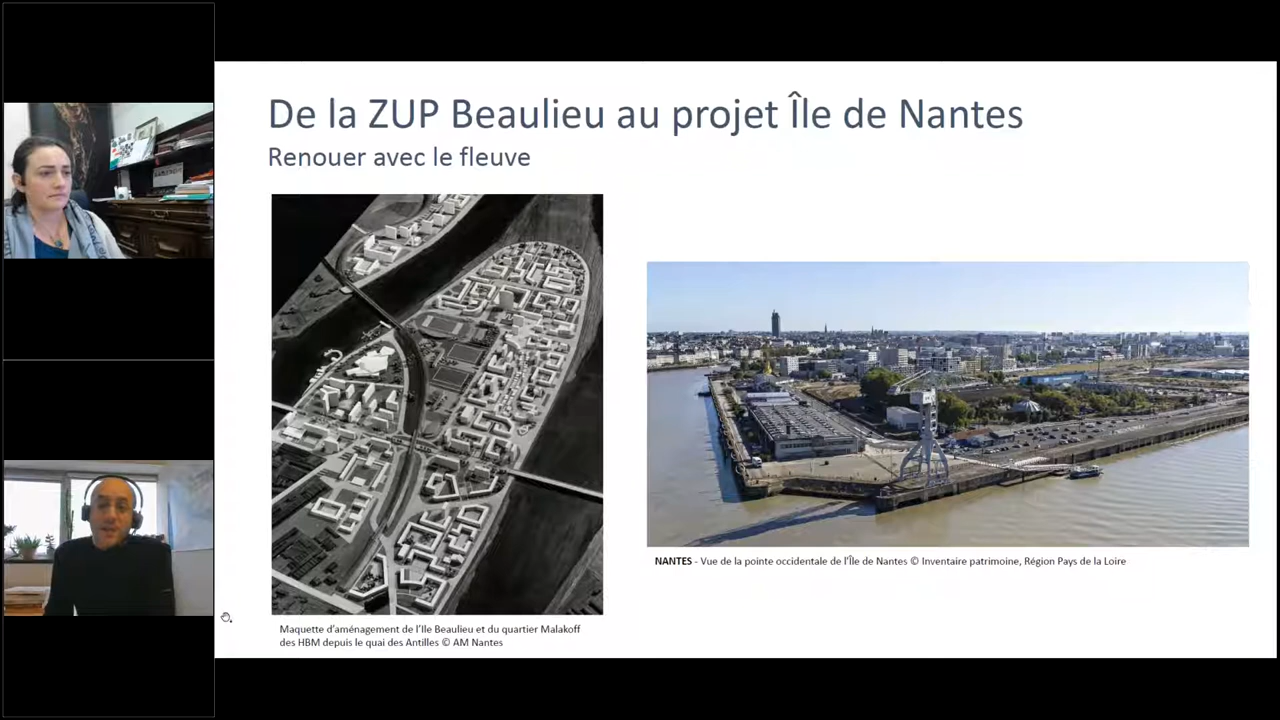 De la ZUP Beaulieu au projet Île de Nantes
Renouer avec le fleuve
NANTES - Vue de la pointe occidentale de l'Île de Nantes © Inventaire patrimoine, Région Pays de la Loire
Maquette d'aménagement de l'Ile Beaulieu et du quartier Malakoff
des HBM depuis le quai des Antilles © AM Nantes